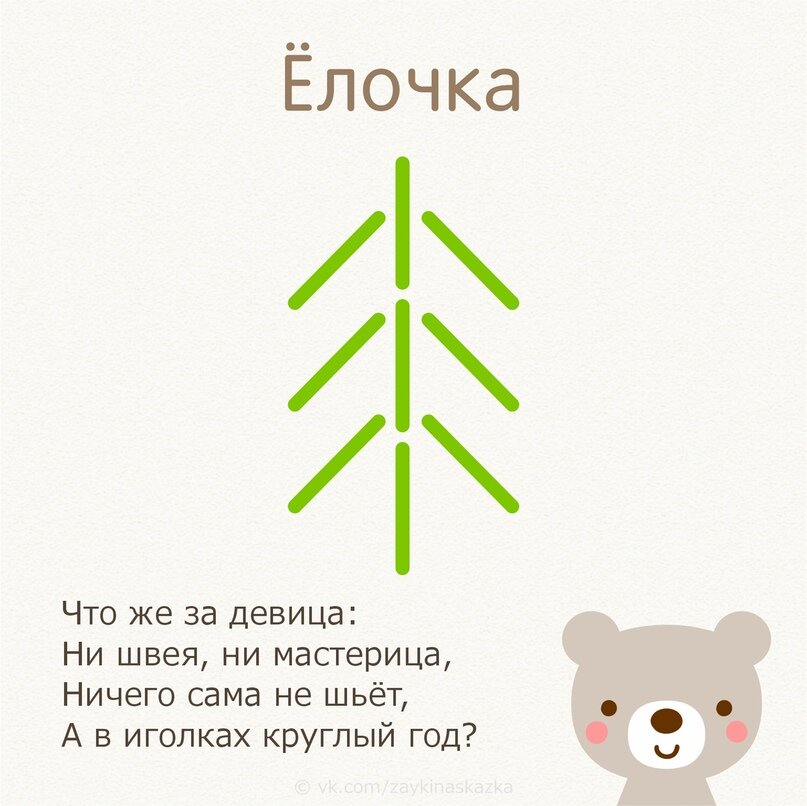 Ёлочка
Что же за девица:
Ни швея, ни мастерица,
Ничего сама не шьёт,
А в иголках круглый год?
© vk.com/zaykinaskazka